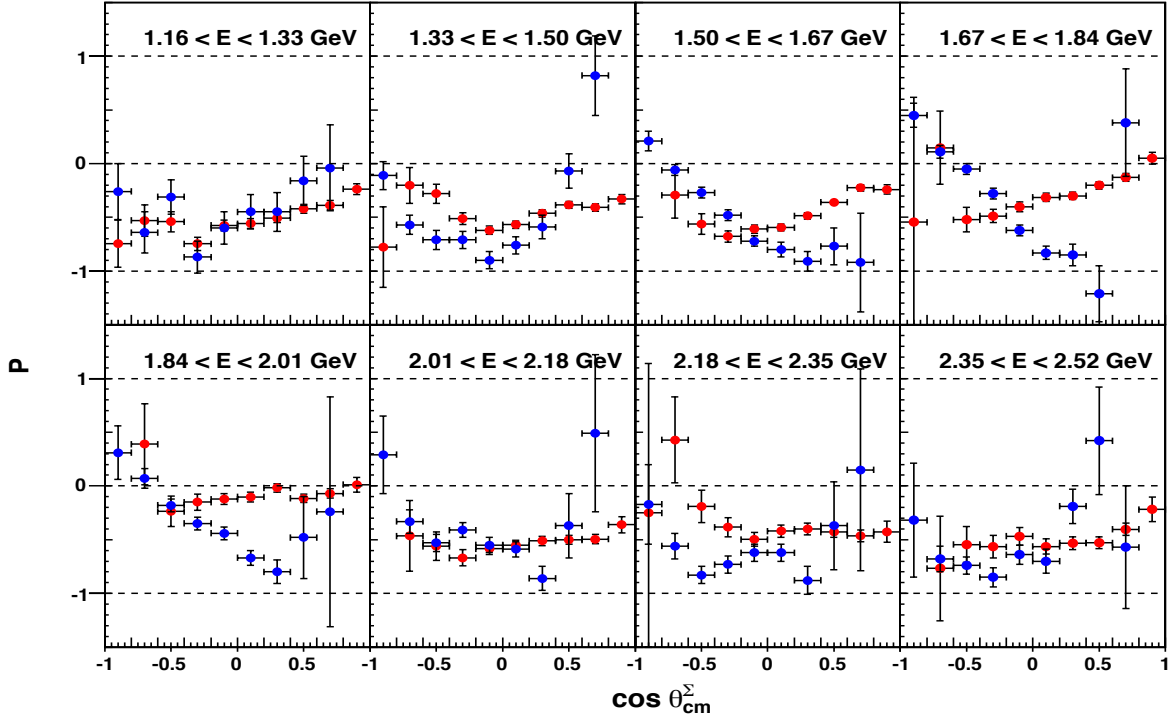 1.16 < E < 1.33 GeV
1.33 < E < 1.50 GeV
1.50 < E < 1.67 GeV
1.67 < E < 1.84 GeV
1
0
-1
1.84 < E < 2.01 GeV
2.01 < E < 2.18 GeV
2.18 < E < 2.35 GeV
2.35 < E < 2.52 GeV
P
1
0
-1
-1 -0.5 0 0.5 -1 -0.5 0 0.5 -1 -0.5 0 0.5 -1 -0.5 0 0.5 1
cos θ^Σ_cm